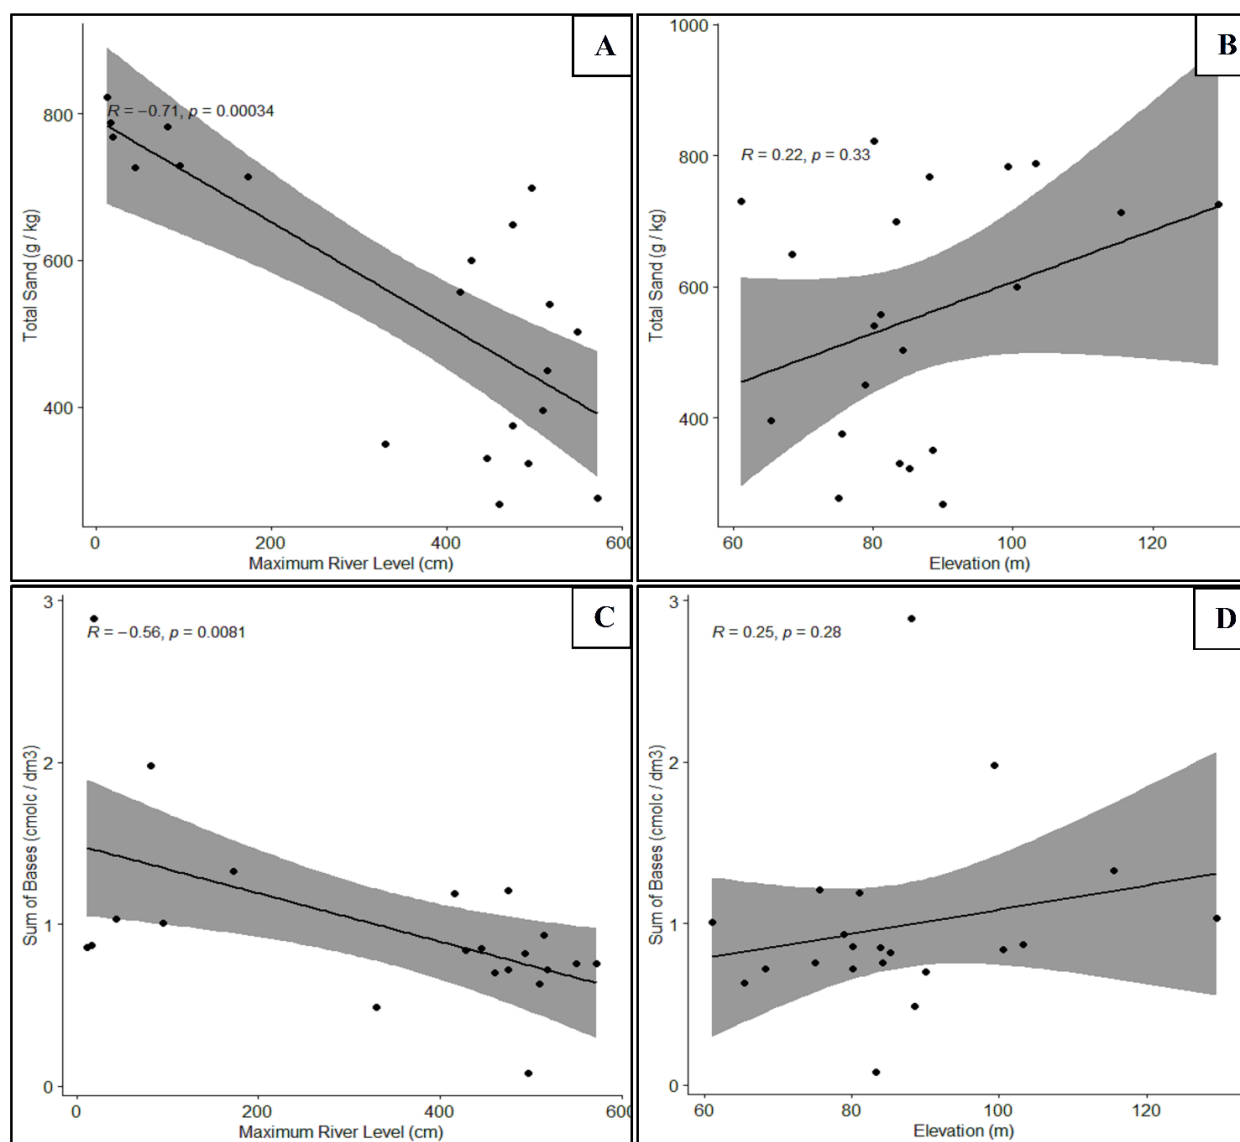 A
R = −0.71, p = 0.00034
800
600
400
Total Sand (g / kg)
0 200 400 600
Maximum River Level (cm)
B
1000
R = 0.22, p = 0.33
800
600
400
Total Sand (g / kg)
60 80 100 120
Elevation (m)
C
3
R = −0.56, p = 0.0081
2
1
0
Sum of Bases (cmolc / dm3)
0 200 400 600
Maximum River Level (cm)
D
3
R = 0.25, p = 0.28
2
1
0
Sum of Bases (cmolc / dm3)
60 80 100 120
Elevation (m)